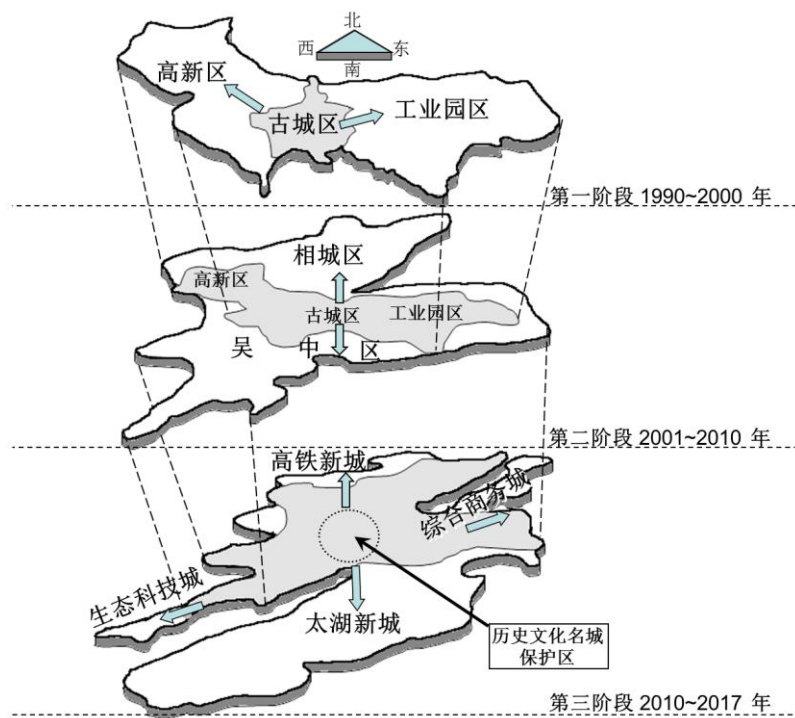 北
西 东
南
高新区
古城区
工业园区
第一阶段 1990~2000 年
相城区
高新区
古城区
工业园区
吴中区
第二阶段 2001~2010 年
高铁新城
综合商务城
生态科技城
太湖新城
历史文化名城
保护区
第三阶段 2010~2017 年